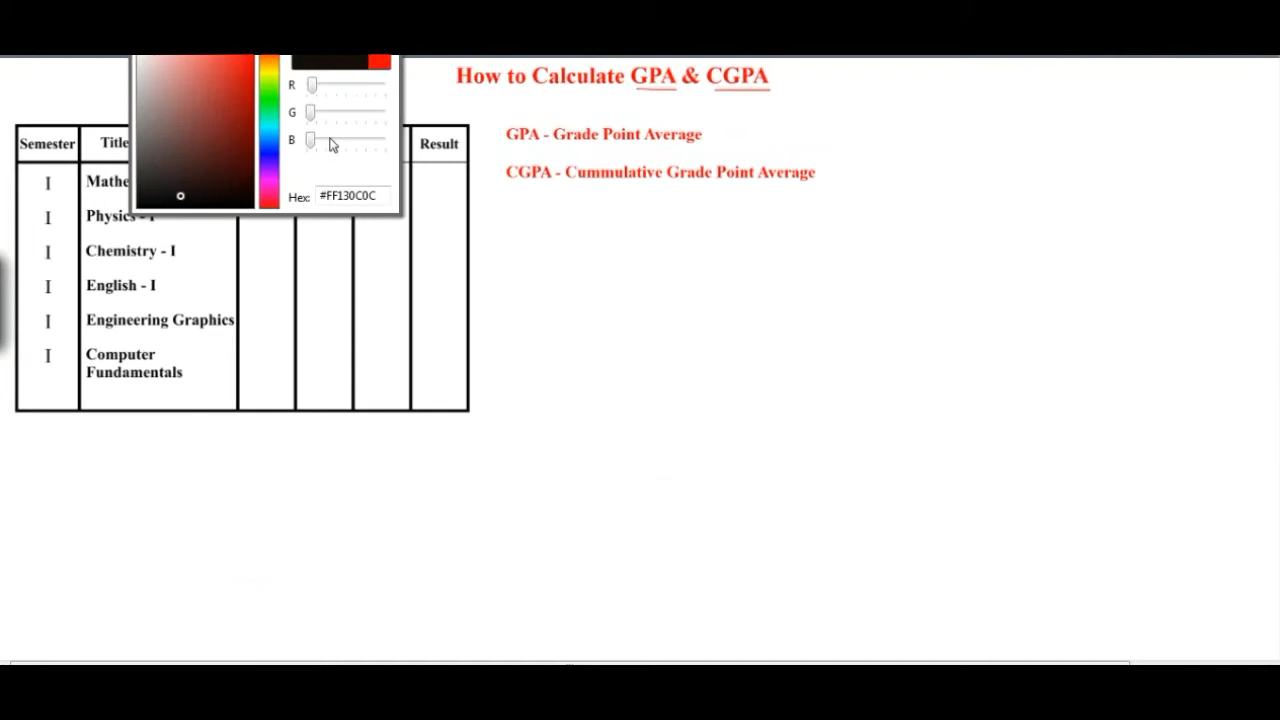 How to Calculate GPA & CGPA
R
G
B
Hex: #FF130C0C
GPA - Grade Point Average
CGPA - Cummulative Grade Point Average
Semester Title Result
I Mathe
I Physics - I
I Chemistry - I
I English - I
I Engineering Graphics
I Computer
Fundamentals